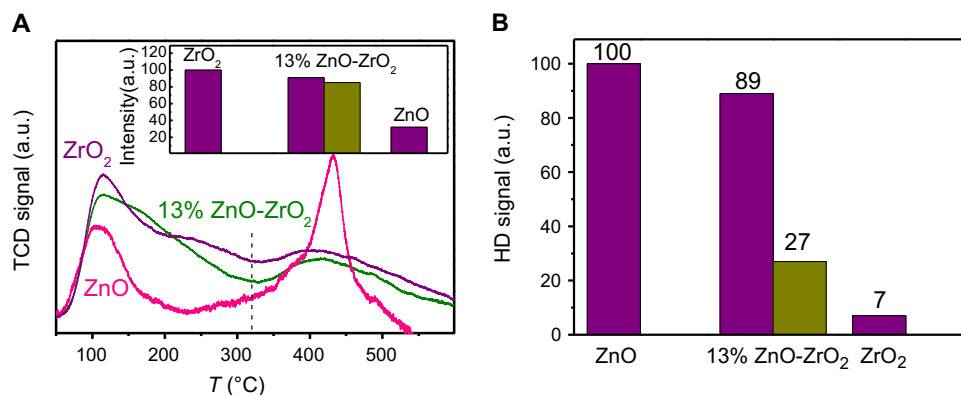 A
TCD signal (a.u.)
Intensity(a.u.)
100
80
60
40
20
ZrO₂
13% ZnO-ZrO₂
ZnO
ZrO₂
13% ZnO-ZrO₂
ZnO
100 200 300 400 500
T (°C)
B
HD signal (a.u.)
100
80
60
40
20
0
100
89
27
7
ZnO 13% ZnO-ZrO₂ ZrO₂